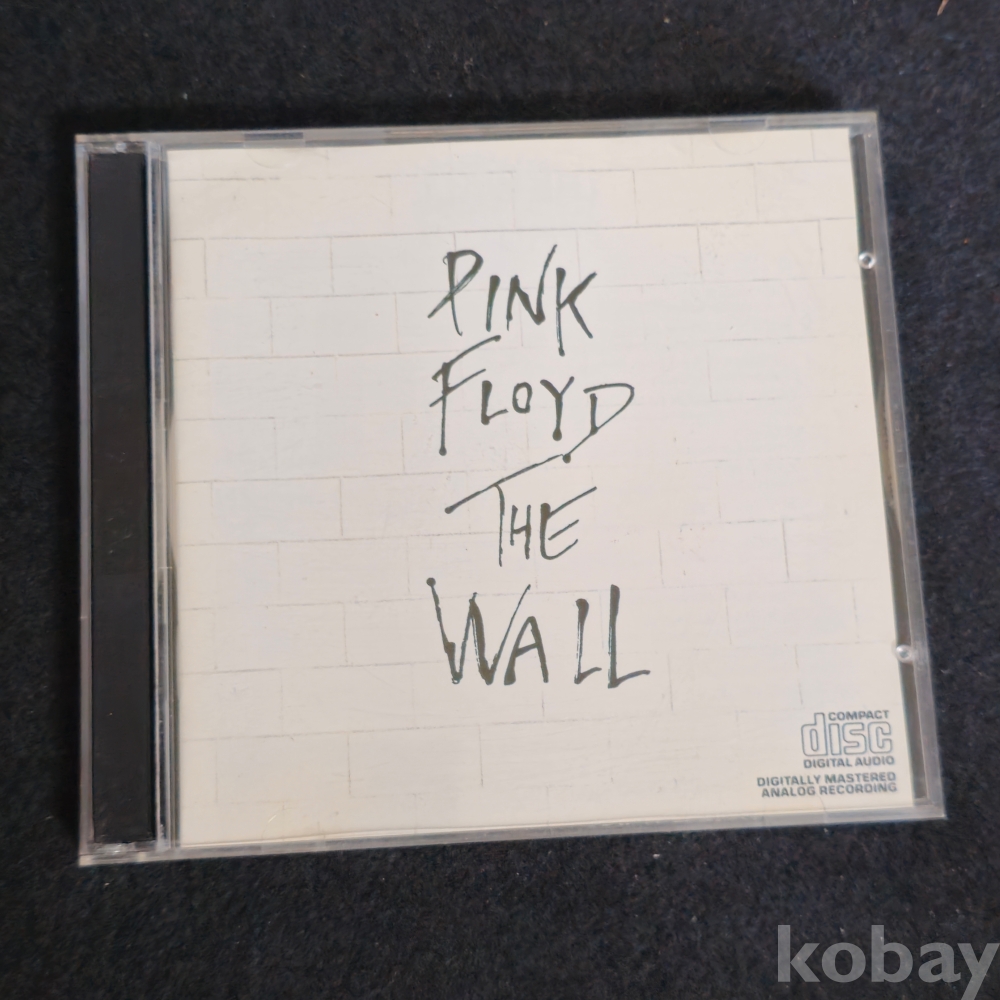 PINK
FLOYD
THE
WALL
COMPACT
disc
DIGITAL AUDIO
DIGITALLY MASTERED
ANALOG RECORDING
kobay